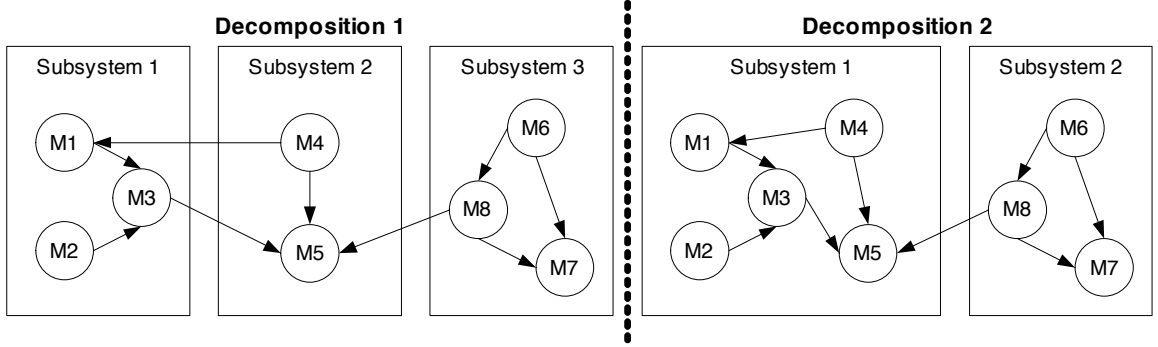 Decomposition 1
Subsystem 1
M1
M3
M2
Subsystem 2
M4
M5
Subsystem 3
M6
M8
M7
Decomposition 2
Subsystem 1
M1
M4
M3
M2
M5
Subsystem 2
M6
M8
M7